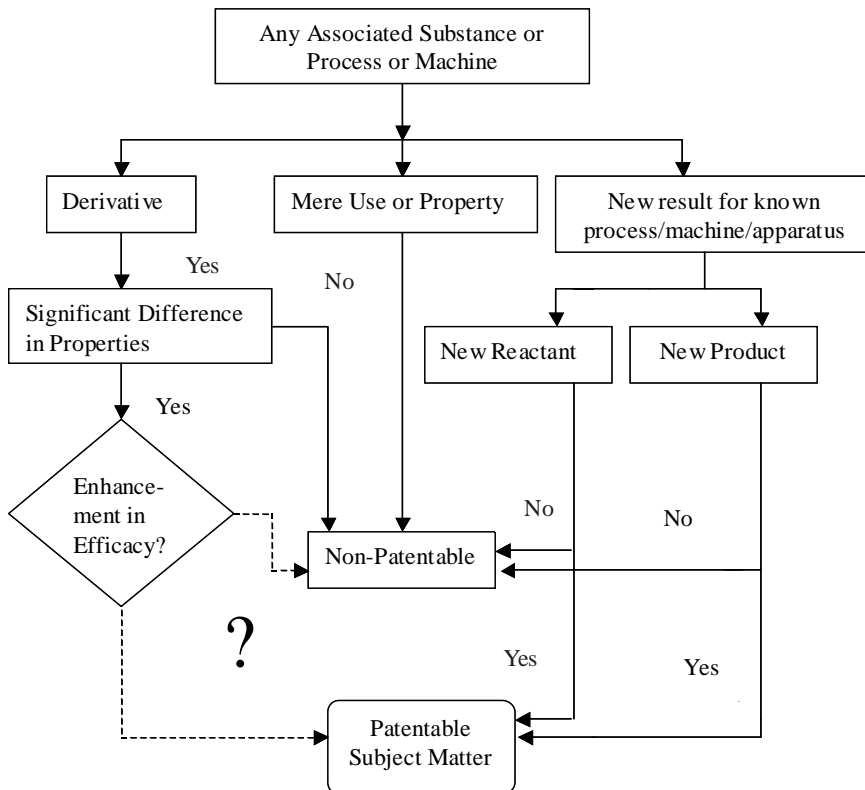 Any Associated Substance or
Process or Machine
Derivative
Mere Use or Property
New result for known
process/machine/apparatus
Yes
No
Significant Difference
in Properties
New Reactant
New Product
Yes
Enhance-
ment in
Efficacy?
No
No
Non-Patentable
?
Yes
Yes
Patentable
Subject Matter